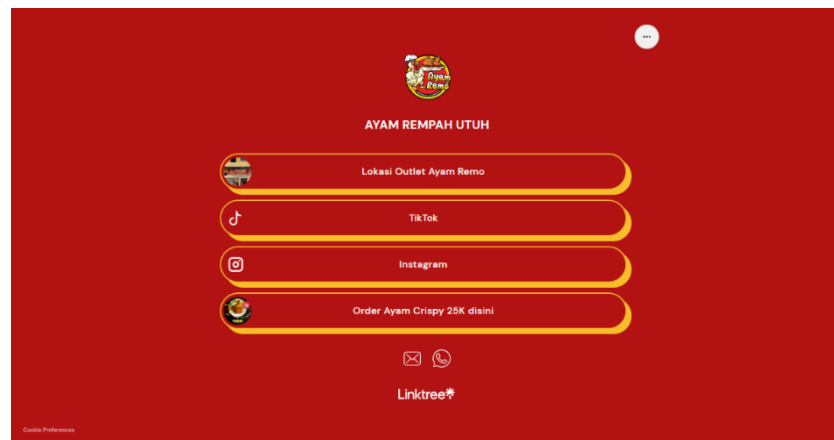 Ayam
Remo
AYAM REMPAH UTUH
Lokasi Outlet Ayam Remo
TikTok
Instagram
Order Ayam Crispy 25K disini
Linktree
Cookie Preferences